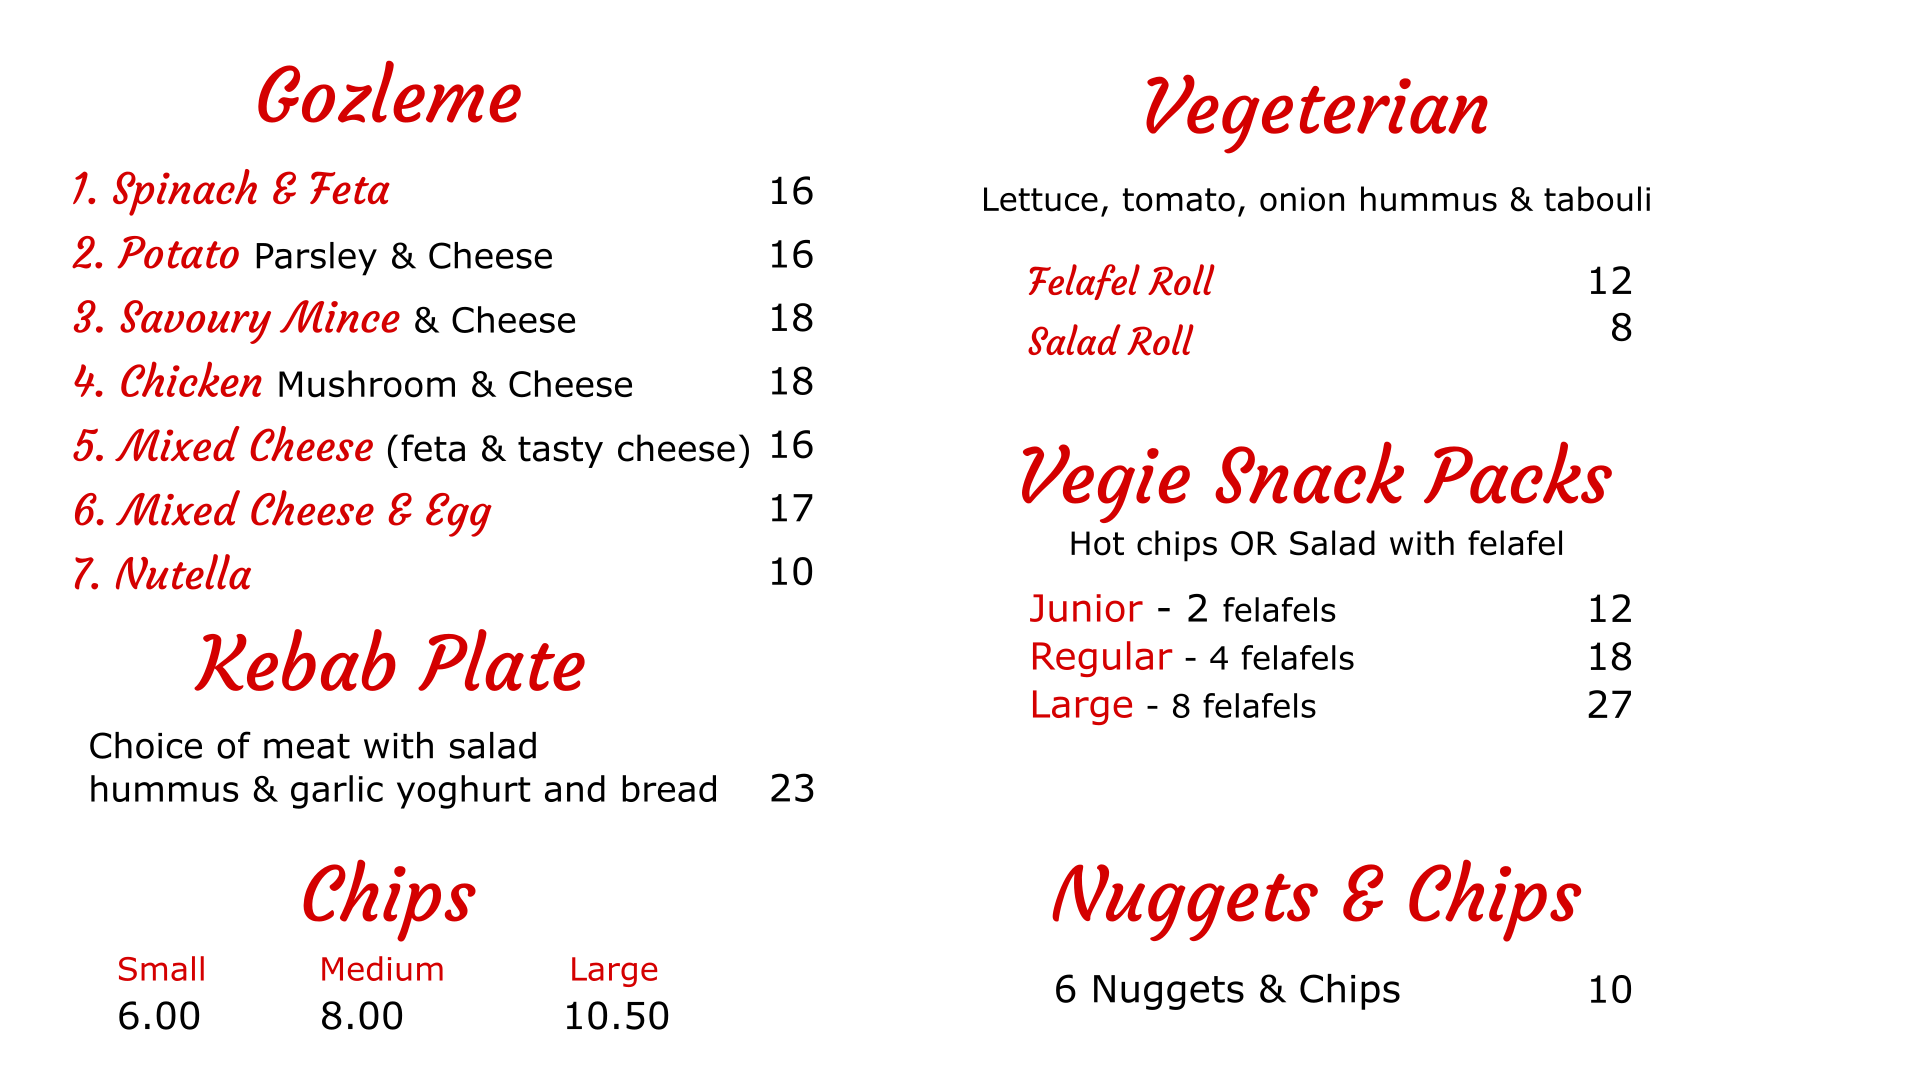 Gozleme
1. Spinach & Feta 16
2. Potato Parsley & Cheese 16
3. Savoury Mince & Cheese 18
4. Chicken Mushroom & Cheese 18
5. Mixed Cheese (feta & tasty cheese) 16
6. Mixed Cheese & Egg 17
7. Nutella 10
Kebab Plate
Choice of meat with salad
hummus & garlic yoghurt and bread 23
Chips
Small Medium Large
6.00 8.00 10.50
Vegeterian
Lettuce, tomato, onion hummus & tabouli
Felafel Roll 12
Salad Roll 8
Vegie Snack Packs
Hot chips OR Salad with felafel
Junior - 2 felafels 12
Regular - 4 felafels 18
Large - 8 felafels 27
Nuggets & Chips
6 Nuggets & Chips 10